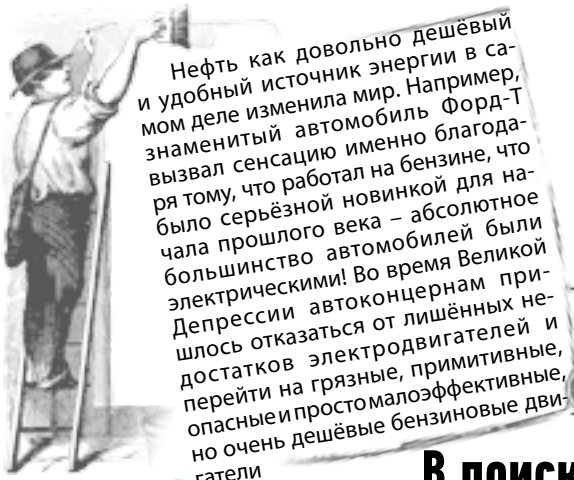 Нефть как довольно дешёвый
и удобный источник энергии в са-
мом деле изменила мир. Например,
знаменитый автомобиль Форд-Т
вызвал сенсацию именно благода-
ря тому, что работал на бензине, что
было серьёзной новинкой для на-
чала прошлого века – абсолютное
большинство автомобилей были
электрическими! Во время Великой
Депрессии автоконцернам при-
шлось отказаться от лишённых не-
достатков электродвигателей и
перейти на грязные, примитивные,
опасные и просто малоэффективные,
но очень дешёвые бензиновые дви-
гатели
В поиск